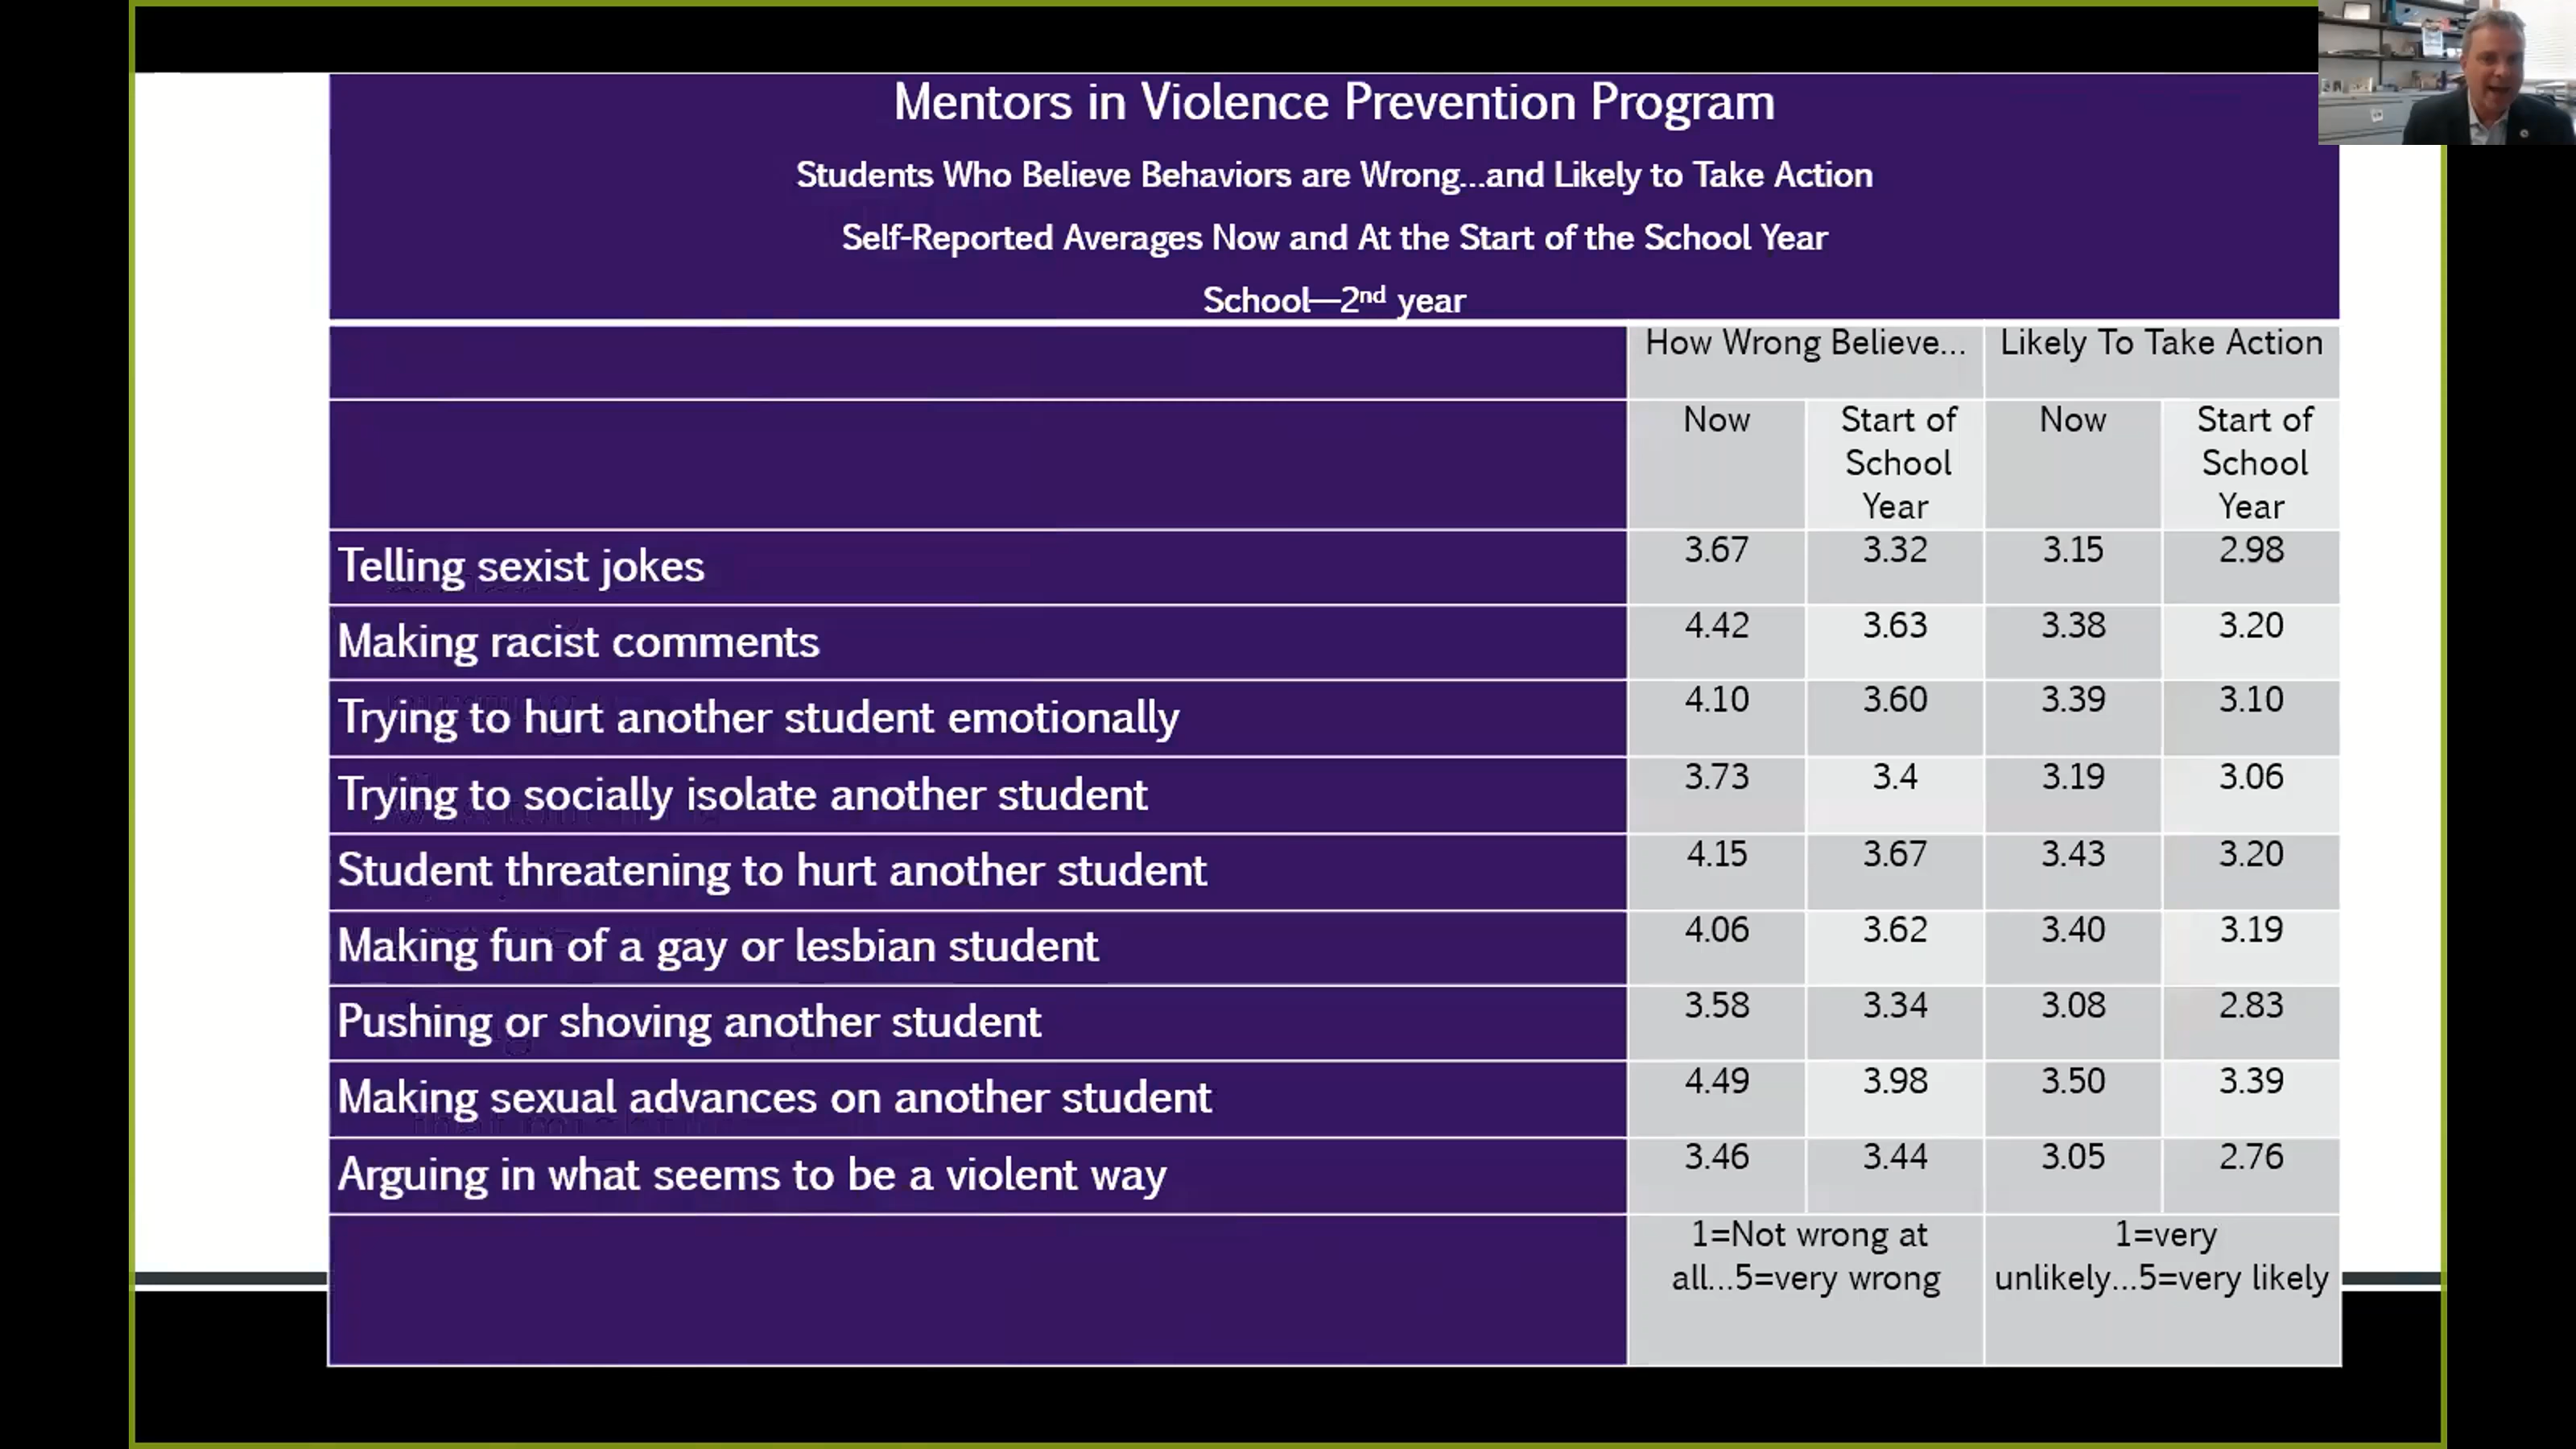 Mentors in Violence Prevention Program
Students Who Believe Behaviors are Wrong...and Likely to Take Action
Self-Reported Averages Now and At the Start of the School Year
School—2nd year
How Wrong Believe... Likely To Take Action
Now Start of School Year Now Start of School Year
Telling sexist jokes 3.67 3.32 3.15 2.98
Making racist comments 4.42 3.63 3.38 3.20
Trying to hurt another student emotionally 4.10 3.60 3.39 3.10
Trying to socially isolate another student 3.73 3.4 3.19 3.06
Student threatening to hurt another student 4.15 3.67 3.43 3.20
Making fun of a gay or lesbian student 4.06 3.62 3.40 3.19
Pushing or shoving another student 3.58 3.34 3.08 2.83
Making sexual advances on another student 4.49 3.98 3.50 3.39
Arguing in what seems to be a violent way 3.46 3.44 3.05 2.76
1=Not wrong at
all...5=very wrong
1=very
unlikely...5=very likely